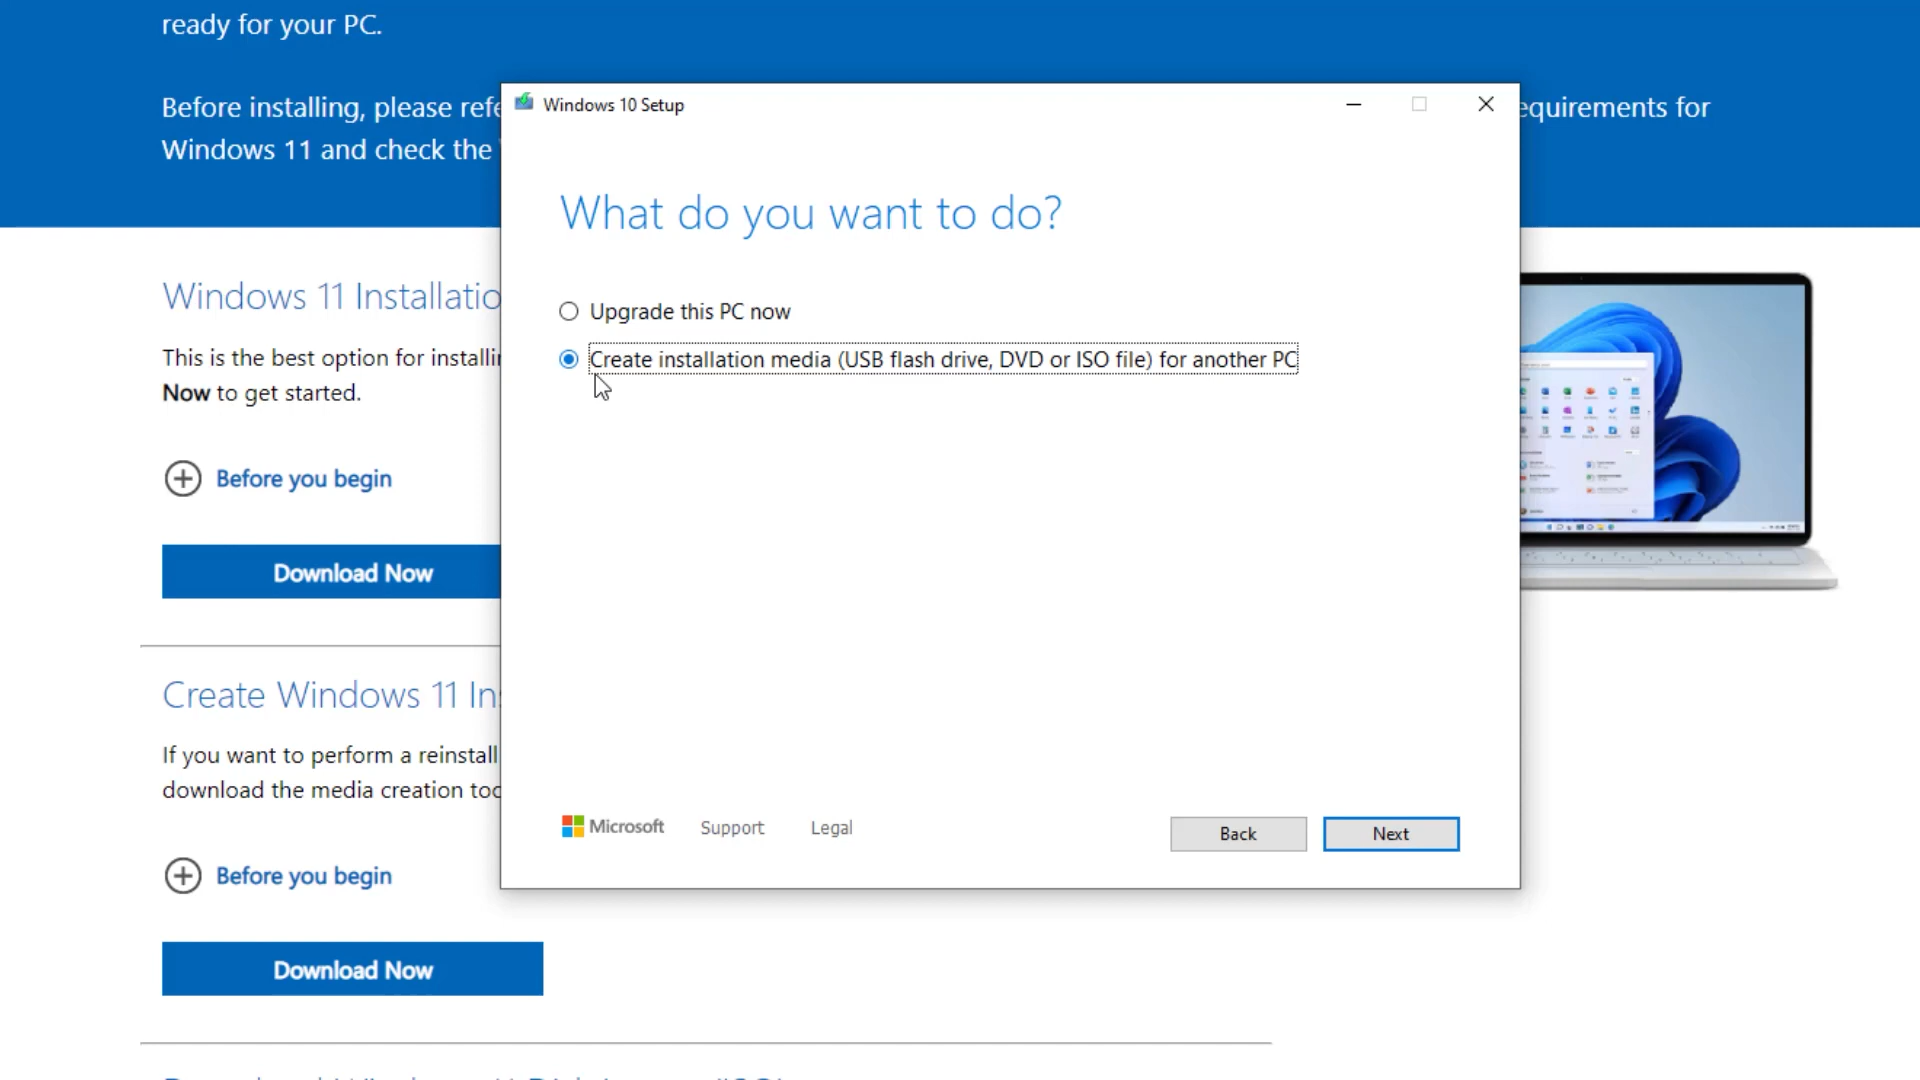 ready for your PC.
Before installing, please refe
equirements for
Windows 11 and check the
Windows 10 Setup
What do you want to do?
Upgrade this PC now
Create installation media (USB flash drive, DVD or ISO file) for another PC
Microsoft
Support
Legal
Back
Next
Windows 11 Installatio
This is the best option for installin
Now to get started.
Before you begin
Download Now
Create Windows 11 Ins
If you want to perform a reinstall
download the media creation too
Before you begin
Download Now